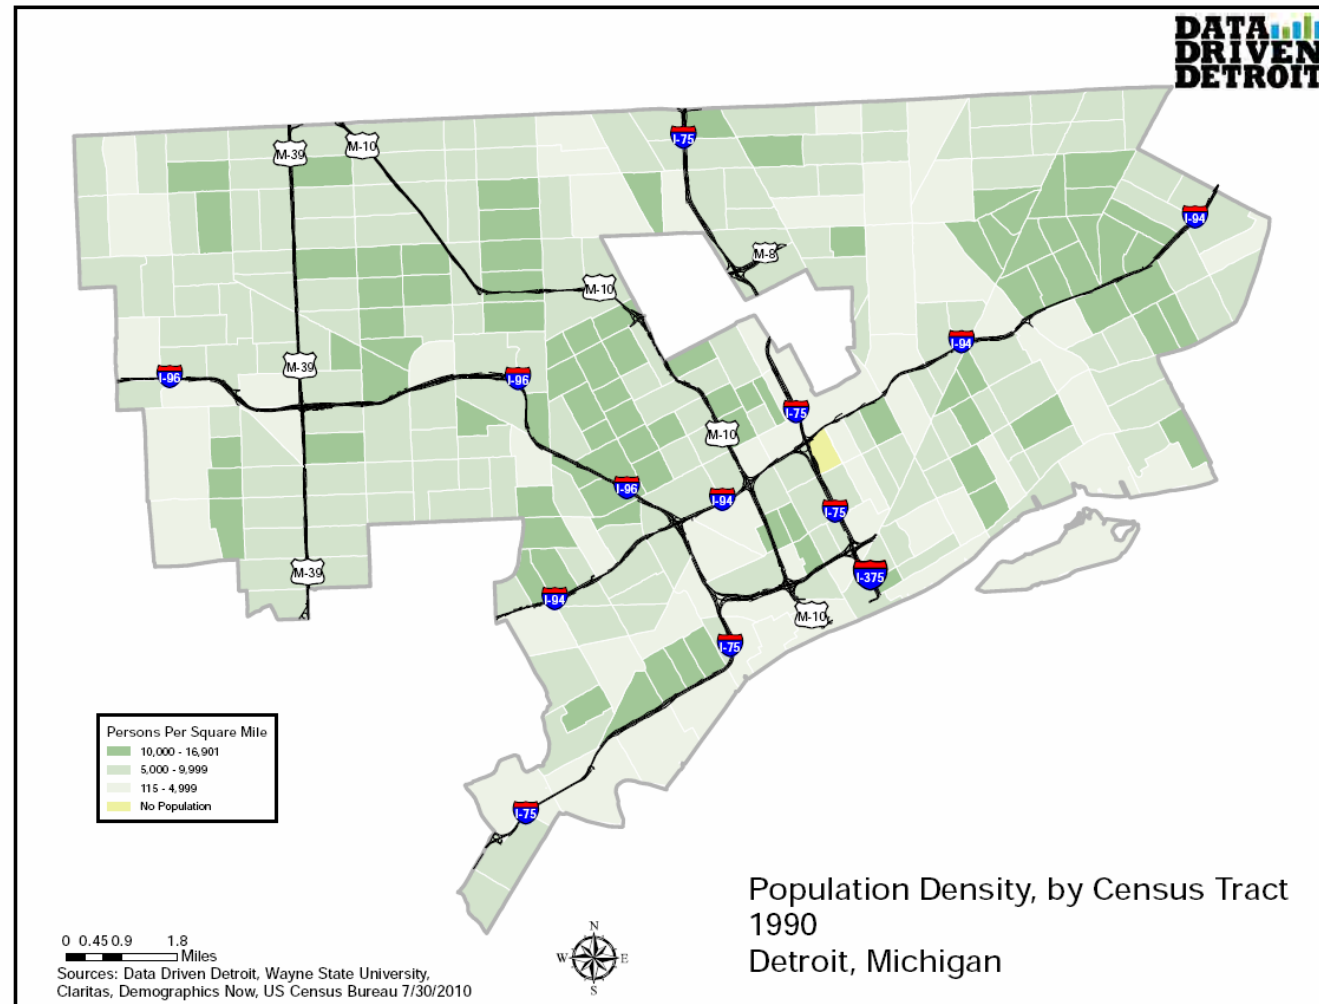 DATA
DRIVEN
DETROIT
M-39
M-10
I-75
I-94
M-8
M-10
I-94
M-39
I-96
I-96
I-75
M-10
I-96
I-94
I-75
M-39
I-375
I-94
M-10
I-75
I-75
Persons Per Square Mile
10,000 - 16,901
5,000 - 9,999
115 - 4,999
No Population
Population Density, by Census Tract
1990
Detroit, Michigan
0 0.45 0.9 1.8
Miles
N
W E
S
Sources: Data Driven Detroit, Wayne State University,
Claritas, Demographics Now, US Census Bureau 7/30/2010